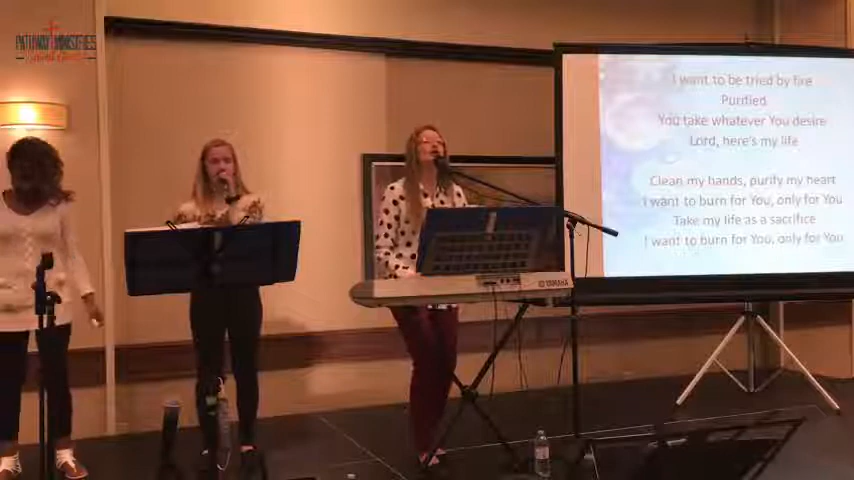 PATHWAY MINISTRIES
I want to be tried by fire
Purified
You take whatever You desire
Lord, here's my life
Clean my hands, purify my heart
I want to burn for You, only for You
Take my life as a sacrifice
I want to burn for You, only for You
YAMAHA